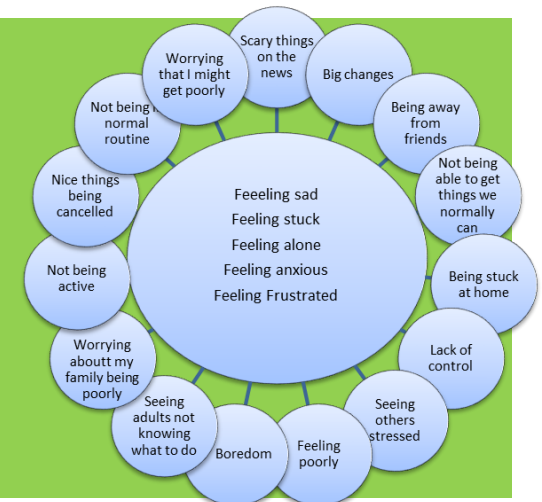 Scary things
on the
news
Big changes
Being away
from
friends
Not being
able to get
things we
normally
can
Being stuck
at home
Lack of
control
Seeing
others
stressed
Feeling
poorly
Boredom
Seeing
adults not
knowing
what to do
Worrying
aboutt my
family being
poorly
Not being
active
Nice things
being
cancelled
Not being
normal
routine
Worrying
that I might
get poorly
Feeeling sad
Feeling stuck
Feeling alone
Feeling anxious
Feeling Frustrated